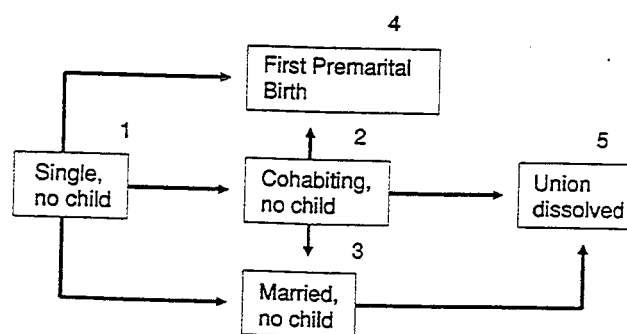 4
First Premarital
Birth
1
2
5
Single,
no child
Cohabiting,
no child
Union
dissolved
3
Married,
no child